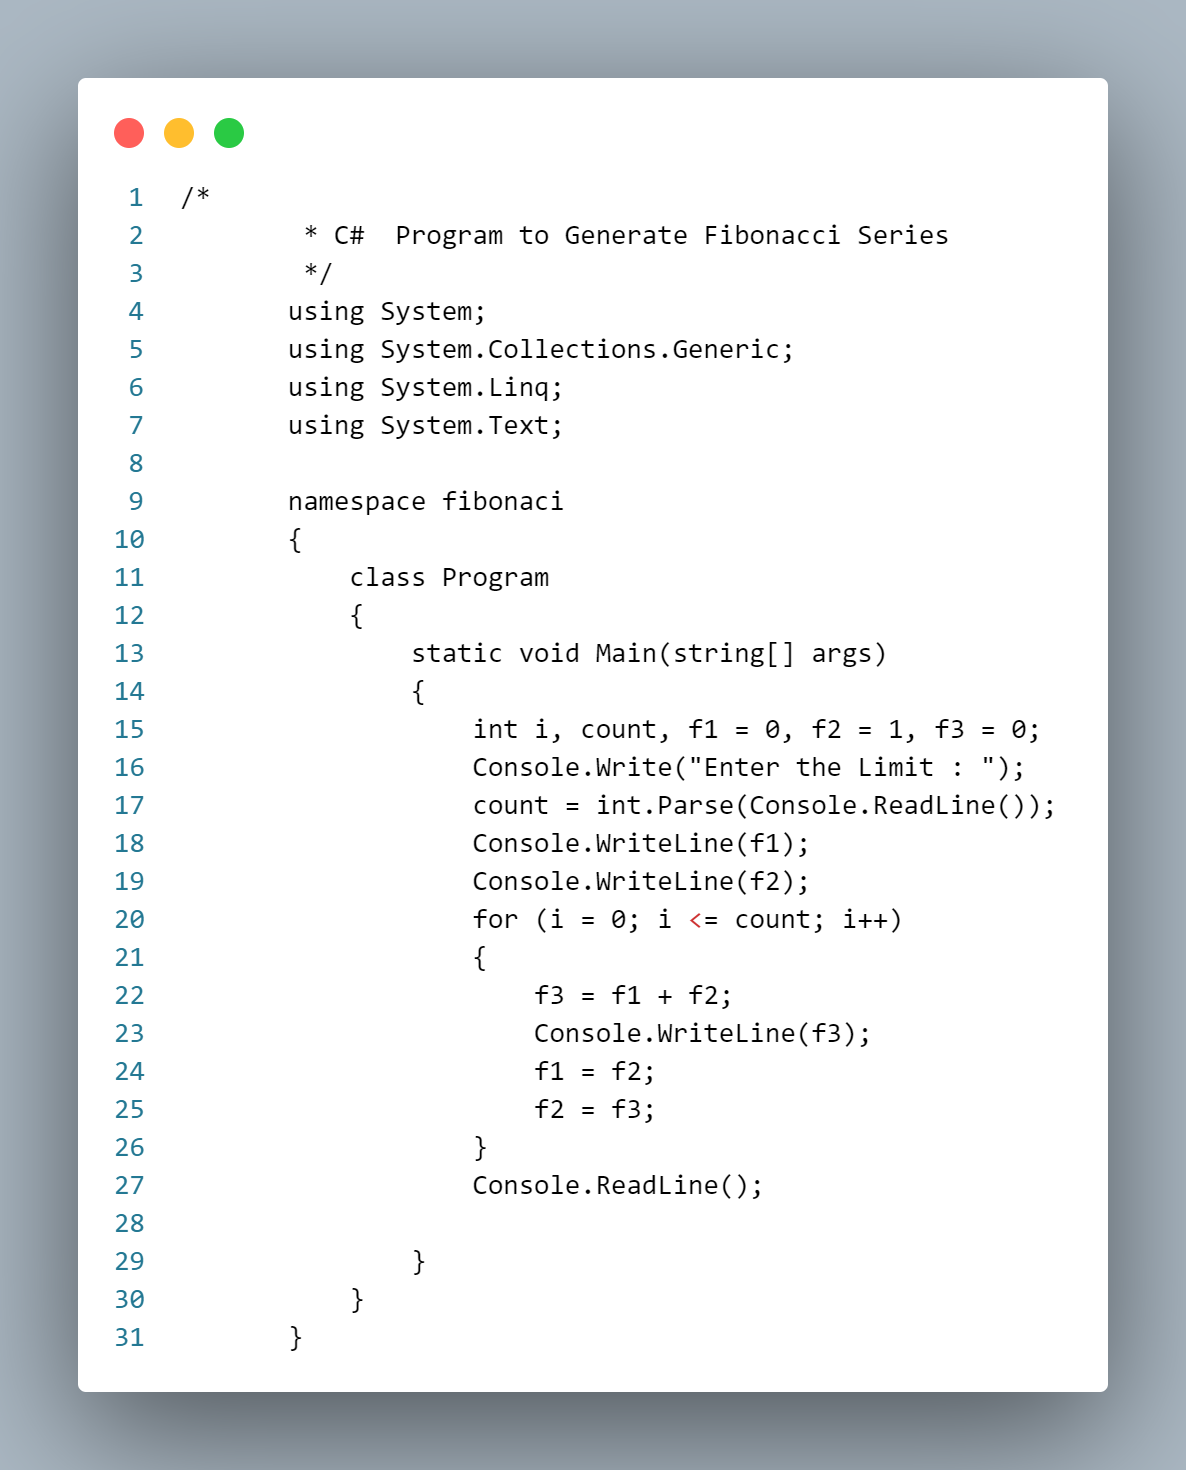 1 /*
2         * C#  Program to Generate Fibonacci Series
3         */
4        using System;
5        using System.Collections.Generic;
6        using System.Linq;
7        using System.Text;
8
9        namespace fibonaci
10        {
11            class Program
12            {
13                static void Main(string[] args)
14                {
15                    int i, count, f1 = 0, f2 = 1, f3 = 0;
16                    Console.Write("Enter the Limit : ");
17                    count = int.Parse(Console.ReadLine());
18                    Console.WriteLine(f1);
19                    Console.WriteLine(f2);
20                    for (i = 0; i <= count; i++)
21                    {
22                        f3 = f1 + f2;
23                        Console.WriteLine(f3);
24                        f1 = f2;
25                        f2 = f3;
26                    }
27                    Console.ReadLine();
28
29                }
30            }
31        }